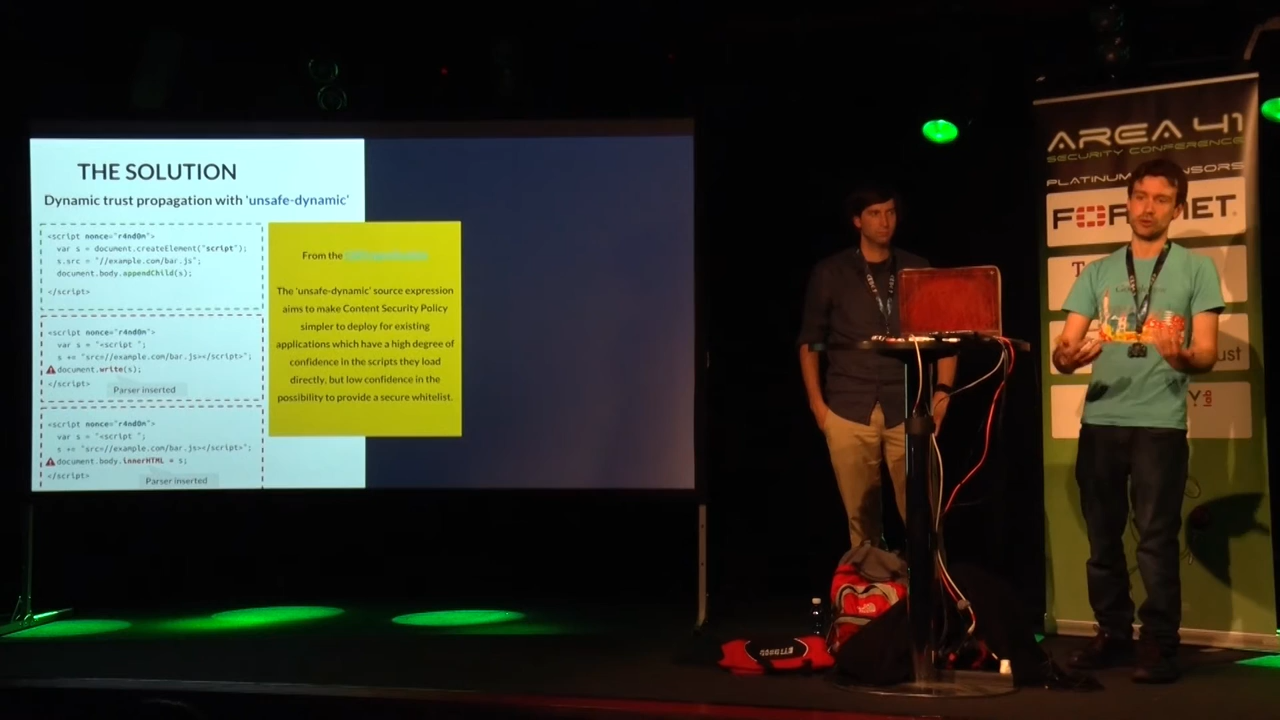 THE SOLUTION
Dynamic trust propagation with 'unsafe-dynamic'
<script nonce="r4nd0m">
var s = document.createElement("script");
s.src = "//example.com/bar.js";
document.body.appendChild(s);
</script>
<script nonce="r4nd0m">
var s = "<script ";
s += "src=//example.com/bar.js></script>";
document.write(s);
</script>
Parser inserted
<script nonce="r4nd0m">
var s = "<script ";
s += "src=//example.com/bar.js></script>";
document.body.innerHTML = s;
</script>
Parser inserted
From the
The 'unsafe-dynamic' source expression
aims to make Content Security Policy
simpler to deploy for existing
applications which have a high degree of
confidence in the scripts they load
directly, but low confidence in the
possibility to provide a secure whitelist.
AREA 41
SECURITY CONFERENCE
PLATINUM
lab